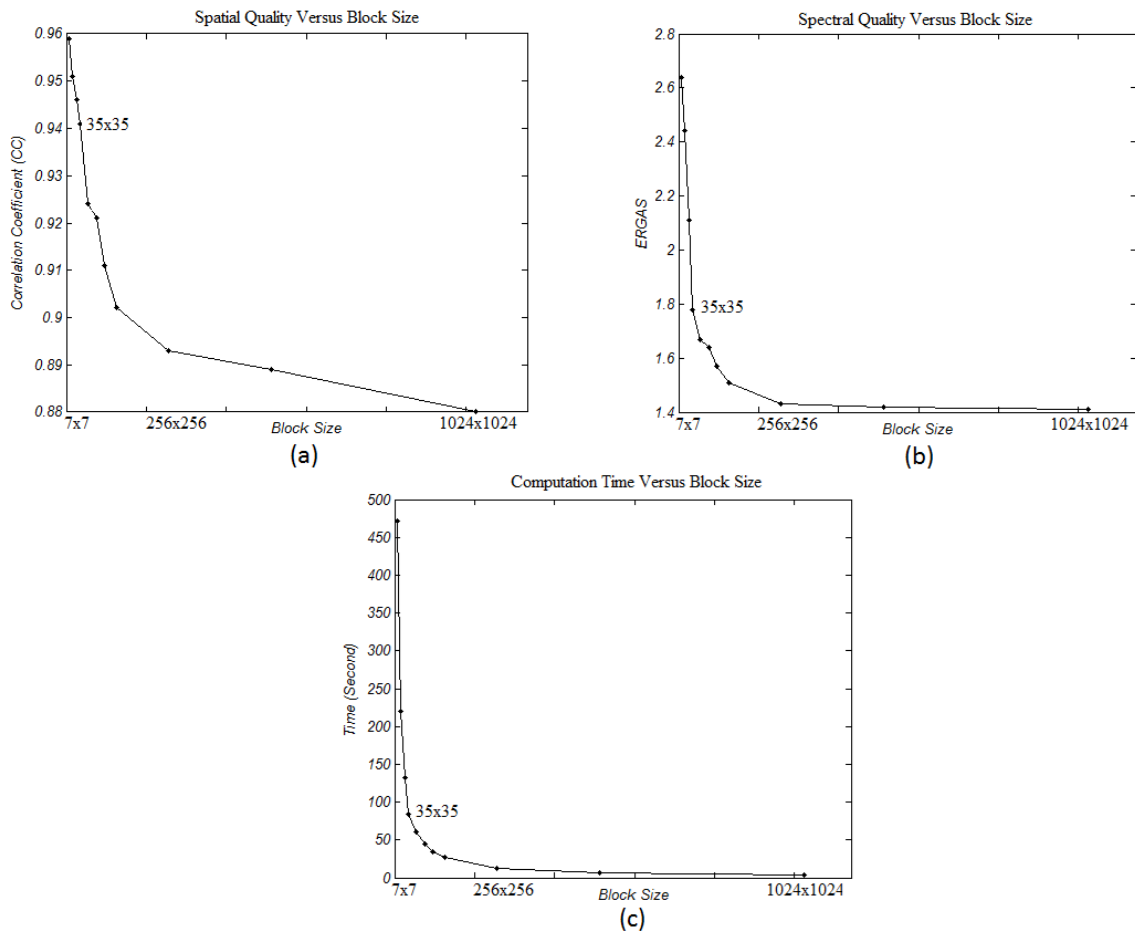 Spatial Quality Versus Block Size
Correlation Coefficient (CC)
0.96
0.95
0.94
0.93
0.92
0.91
0.9
0.89
0.88
35x35
7x7
256x256
1024x1024
Block Size
(a)
Spectral Quality Versus Block Size
ERGAS
2.8
2.6
2.4
2.2
2
1.8
1.6
1.4
35x35
7x7
256x256
1024x1024
Block Size
(b)
Computation Time Versus Block Size
Time (Second)
500
450
400
350
300
250
200
150
100
50
0
35x35
7x7
256x256
1024x1024
Block Size
(c)